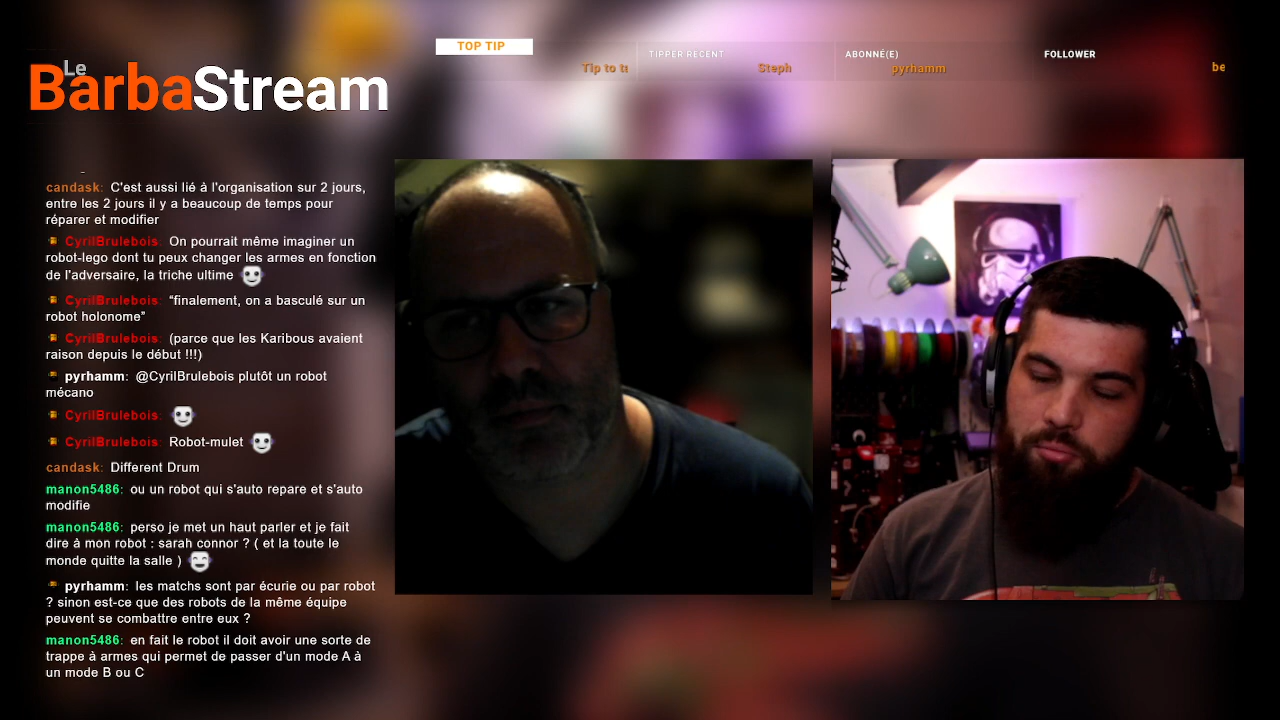 Le
BarbaStream
TOP TIP
Tip to
TIPPER RECENT
Steph
ABONNÉ(E)
pyrhamm
FOLLOWER
be
candask: C'est aussi lié à l'organisation sur 2 jours,
entre les 2 jours il y a beaucoup de temps pour
réparer et modifier
CyrilBrulebois: On pourrait même imaginer un
robot-lego dont tu peux changer les armes en fonction
de l'adversaire, la triche ultime
CyrilBrulebois: “finalement, on a basculé sur un
robot holonome”
CyrilBrulebois: (parce que les Karibous avaient
raison depuis le début !!!)
pyrhamm: @CyrilBrulebois plutôt un robot
mécano
CyrilBrulebois:
CyrilBrulebois: Robot-mulet
candask: Different Drum
manon5486: ou un robot qui s'auto repare et s'auto
modifie
manon5486: perso je met un haut parler et je fait
dire à mon robot : sarah connor ? ( et la toute le
monde quitte la salle )
pyrhamm: les matchs sont par écurie ou par robot
? sinon est-ce que des robots de la même équipe
peuvent se combattre entre eux ?
manon5486: en fait le robot il doit avoir une sorte de
trappe à armes qui permet de passer d'un mode A à
un mode B ou C